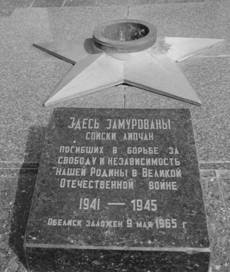 ЗДЕСЬ ЗАМУРОВАНЫ
СПИСКИ ЛИПЧАН
ПОГИБШИХ В БОРЬБЕ ЗА
СВОБОДУ И НЕЗАВИСИМОСТЬ
НАШЕЙ РОДИНЫ В ВЕЛИКОЙ
ОТЕЧЕСТВЕННОЙ ВОЙНЕ
1941 — 1945
ОБЕЛИСК ЗАЛОЖЕН 9 МАЯ 1965 Г